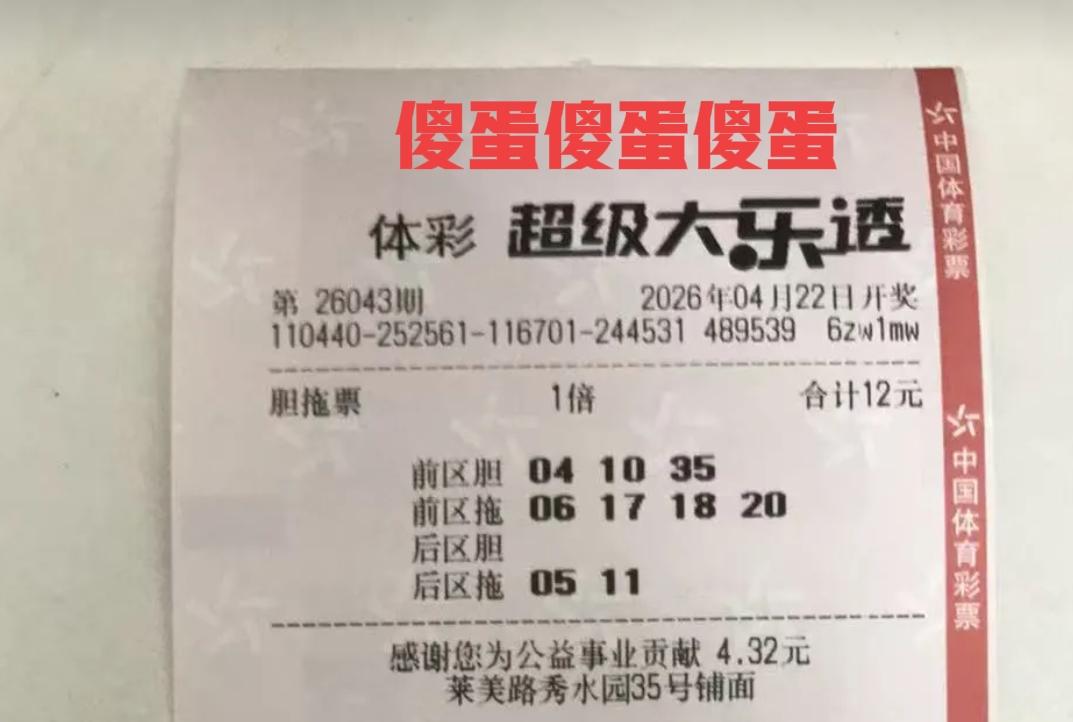 傻蛋傻蛋傻蛋
体彩 超级大乐透
第 26043期 2026年04月22日开奖
110440-252561-116701-244531 489539 6zw1mw
胆拖票 1倍 合计12元
前区胆 04 10 35
前区拖 06 17 18 20
后区胆
后区拖 05 11
感谢您为公益事业贡献 4.32元
莱美路秀水园35号铺面
中国体育彩票
中国体育彩票